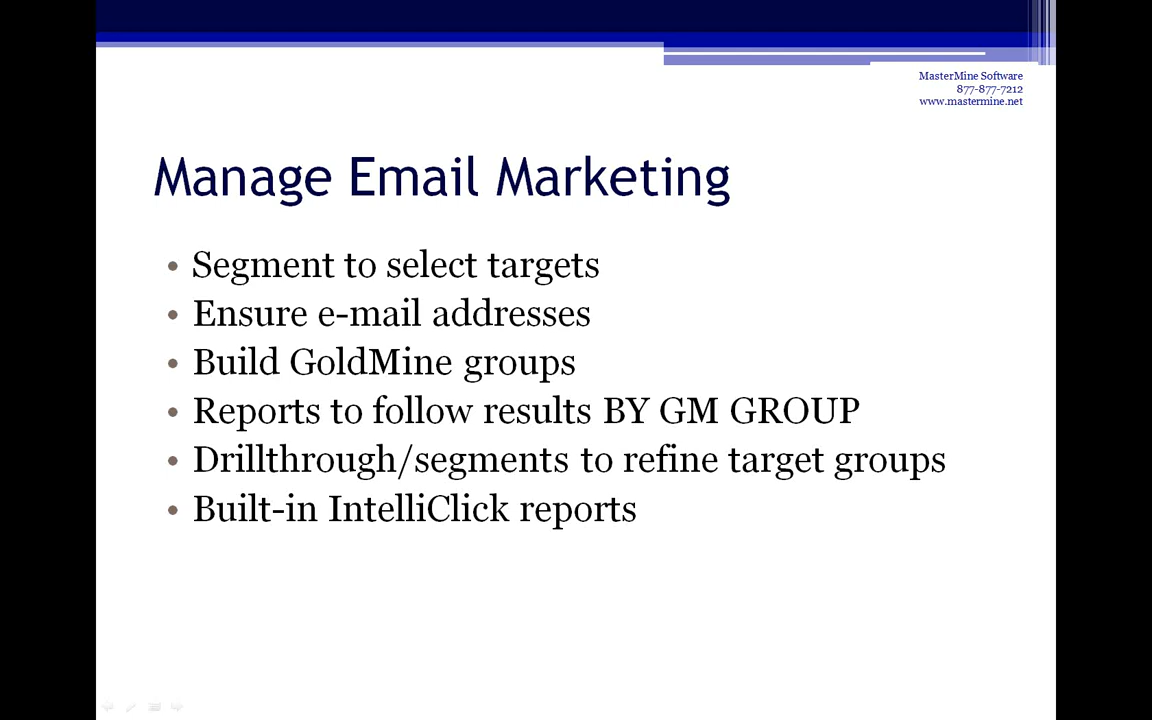 MasterMine Software
877-877-7212
www.mastermine.net
Manage Email Marketing
• Segment to select targets
• Ensure e-mail addresses
• Build GoldMine groups
• Reports to follow results BY GM GROUP
• Drillthrough/segments to refine target groups
• Built-in IntelliClick reports